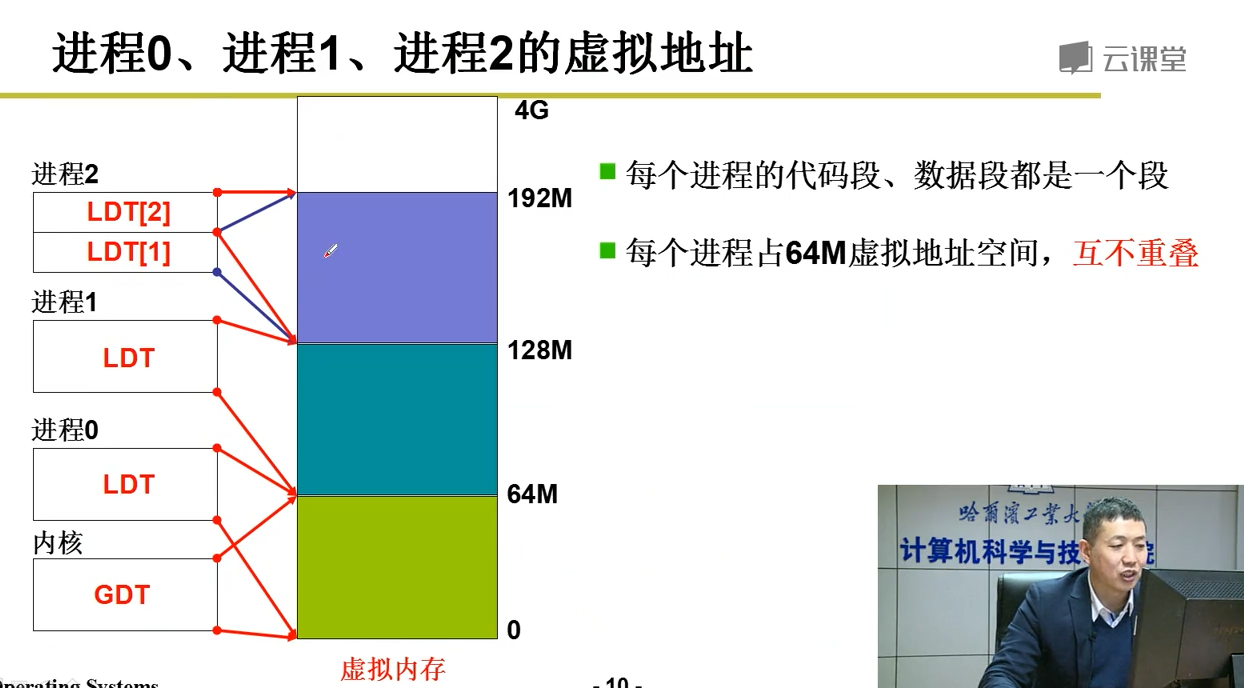 进程0、进程1、进程2的虚拟地址
云课堂
4G
进程2
LDT[2]
LDT[1]
192M
每个进程的代码段、数据段都是一个段
每个进程占64M虚拟地址空间，互不重叠
进程1
LDT
128M
进程0
LDT
64M
内核
GDT
0
虚拟内存
哈爾濱工業大
计算机科学与技 院
Operating Systems
- 10 -